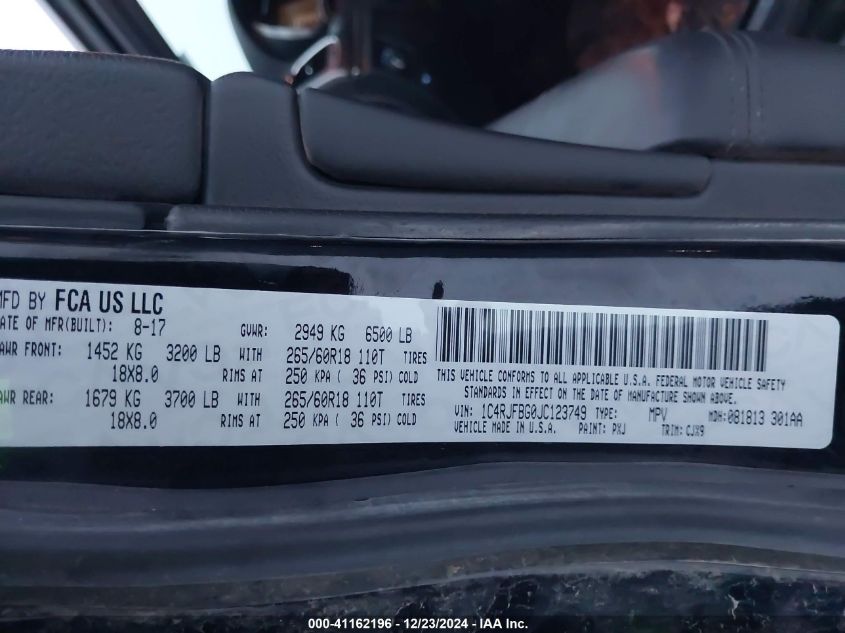 MFD BY FCA US LLC
DATE OF MFR(BUILT): 8-17 GVWR: 2949 KG 6500 LB
GAWR FRONT: 1452 KG 3200 LB WITH 265/60R18 110T TIRES
18X8.0 RIMS AT 250 KPA ( 36 PSI) COLD
GAWR REAR: 1679 KG 3700 LB WITH 265/60R18 110T TIRES
18X8.0 RIMS AT 250 KPA ( 36 PSI) COLD
THIS VEHICLE CONFORMS TO ALL APPLICABLE U.S.A. FEDERAL MOTOR VEHICLE SAFETY
STANDARDS IN EFFECT ON THE DATE OF MANUFACTURE SHOWN ABOVE.
VIN: 1C4RJFBG0JC123749 TYPE: MPV MDH: 081813 301AA
VEHICLE MADE IN U.S.A. PAINT: PXJ TRIM: CJX9
000-41162196 - 12/23/2024 - IAA Inc.